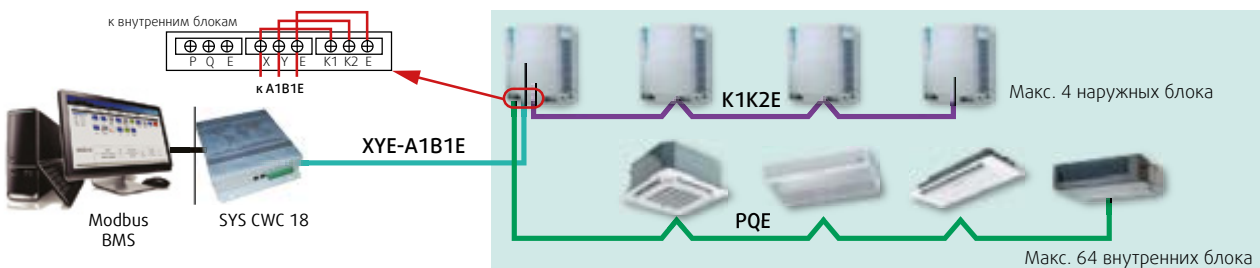 к внутренним блокам
P Q E X Y E K1 K2 E
к A1B1E
K1K2E
Макс. 4 наружных блока
XYE-A1B1E
Modbus
BMS
SYS CWC 18
PQE
Макс. 64 внутренних блока